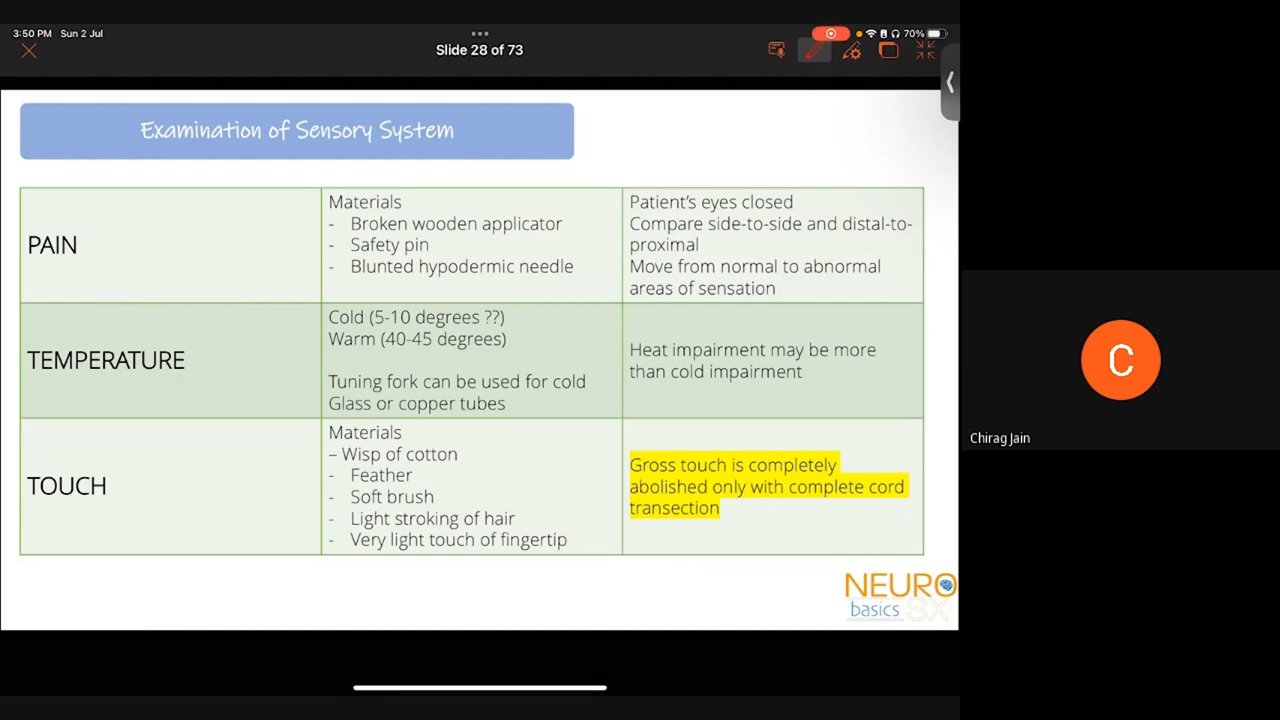 3:50 PM Sun 2 Jul
70%
Slide 28 of 73
Examination of Sensory System
PAIN
Materials
- Broken wooden applicator
- Safety pin
- Blunted hypodermic needle
Patient's eyes closed
Compare side-to-side and distal-to-
proximal
Move from normal to abnormal
areas of sensation
TEMPERATURE
Cold (5-10 degrees ??)
Warm (40-45 degrees)
Tuning fork can be used for cold
Glass or copper tubes
Heat impairment may be more
than cold impairment
TOUCH
Materials
– Wisp of cotton
- Feather
- Soft brush
- Light stroking of hair
- Very light touch of fingertip
Gross touch is completely
abolished only with complete cord
transection
NEURO
basics SX
C
Chirag Jain